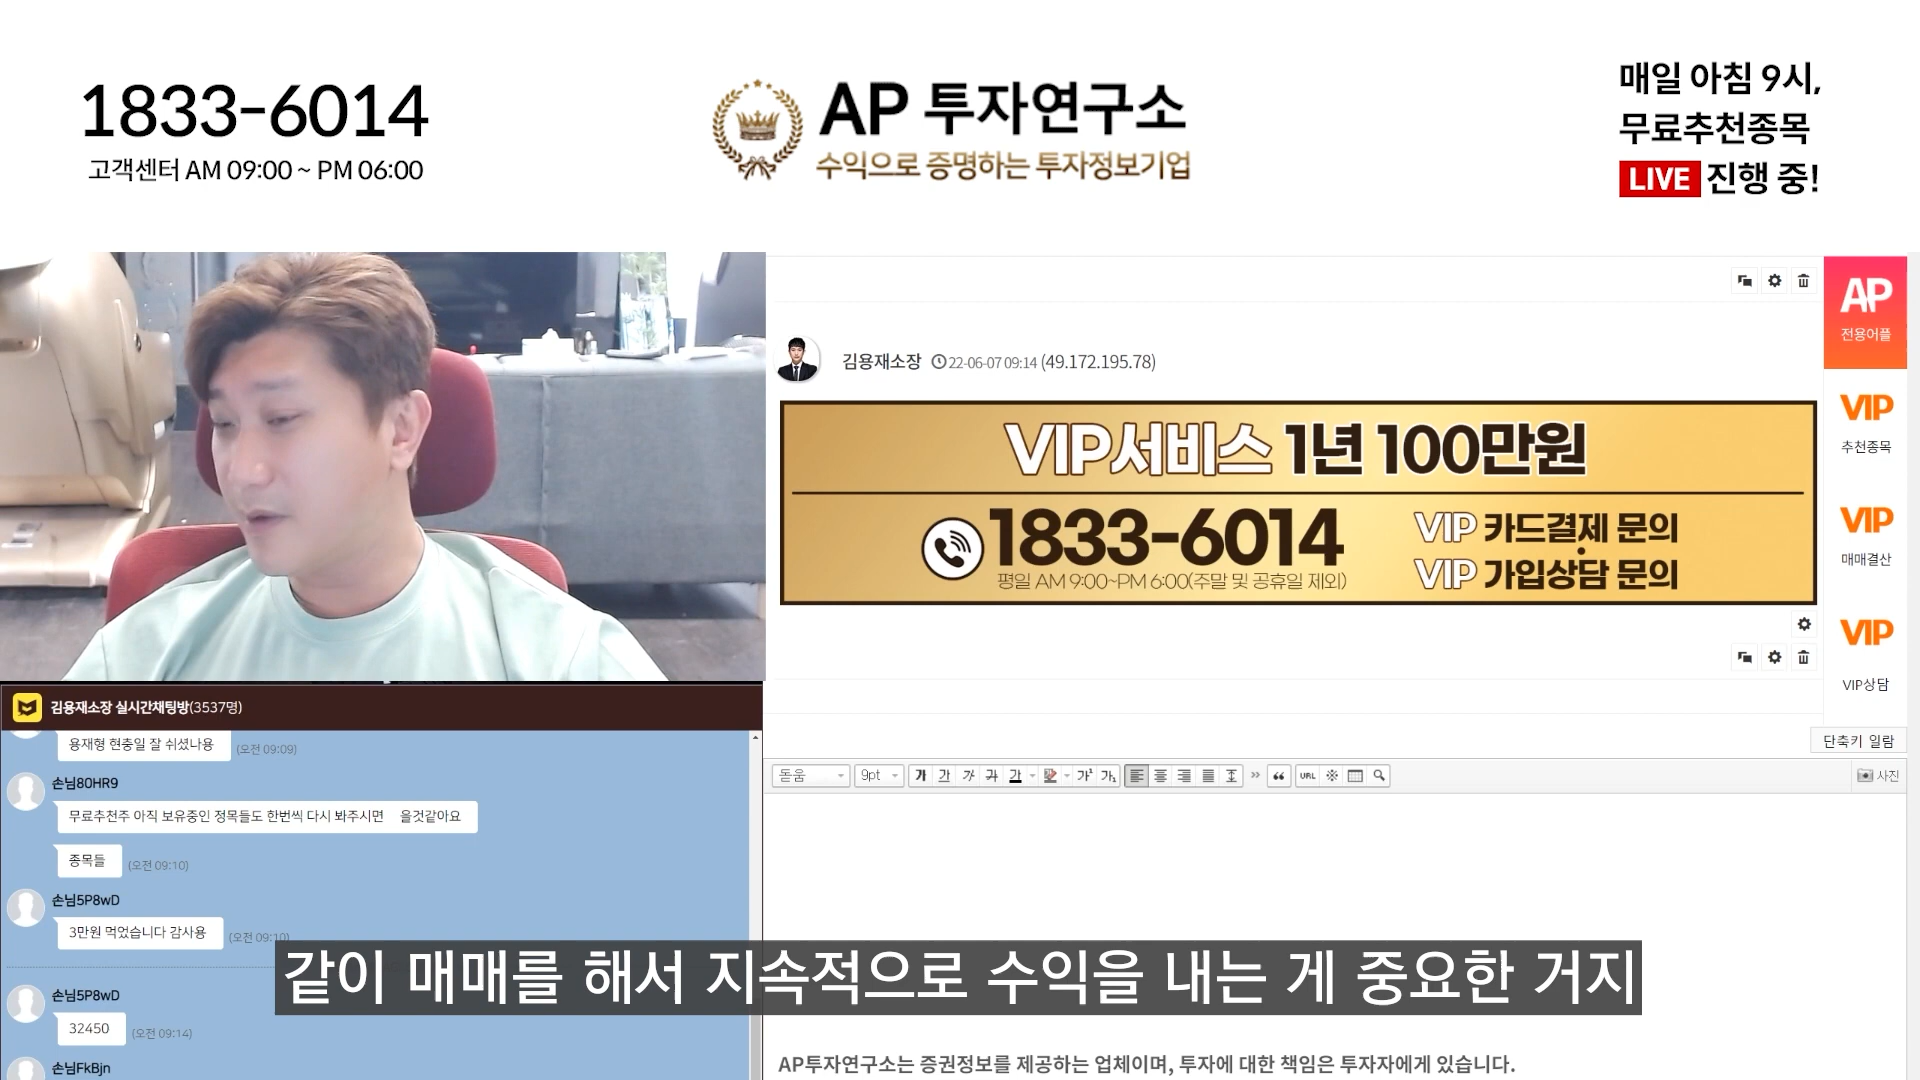 1833-6014
고객센터 AM 09:00 ~ PM 06:00
AP 투자연구소
수익으로 증명하는 투자정보기업
매일 아침 9시,
무료추천종목
LIVE 진행 중!
김용재소장 22-06-07 09:14 (49.172.195.78)
VIP서비스 1년 100만원
1833-6014
평일 AM 9:00~PM 6:00(주말 및 공휴일 제외)
VIP 카드결제 문의
VIP 가입상담 문의
AP
전용어플
VIP
추천종목
VIP
매매결산
VIP
VIP상담
단축키 일람
돋움 9pt 가 가 가 가 가 가¹ 가₁ URL ※ 사진
김용재소장 실시간채팅방(3537명)
용재형 현충일 잘 쉬셨나용 (오전 09:09)
손님80HR9
무료추천주 아직 보유중인 정목들도 한번씩 다시 봐주시면 을것같아요
종목들 (오전 09:10)
손님5P8wD
3만원 먹었습니다 감사용 (오전 09:10)
손님5P8wD
32450 (오전 09:14)
손님FkBjn
같이 매매를 해서 지속적으로 수익을 내는 게 중요한 거지
AP투자연구소는 증권정보를 제공하는 업체이며, 투자에 대한 책임은 투자자에게 있습니다.